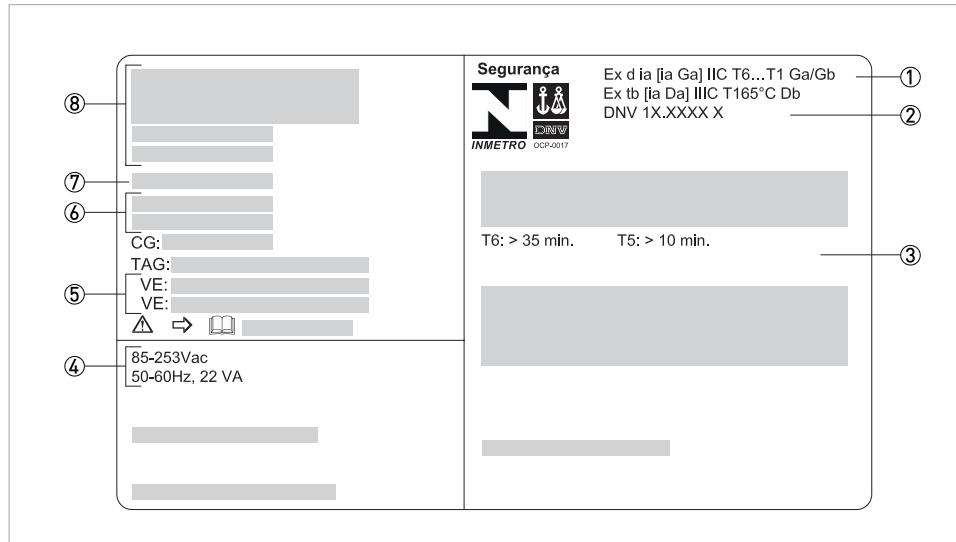 ⑧
⑦
⑥
CG:
TAG:
⑤
VE:
VE:
④
85-253Vac
50-60Hz, 22 VA
Segurança
INMETRO
DNV
OCP-0017
Ex d ia [ia Ga] IIC T6...T1 Ga/Gb
①
Ex tb [ia Da] IIIC T165°C Db
DNV 1X.XXXX X
②
T6: > 35 min. T5: > 10 min.
③